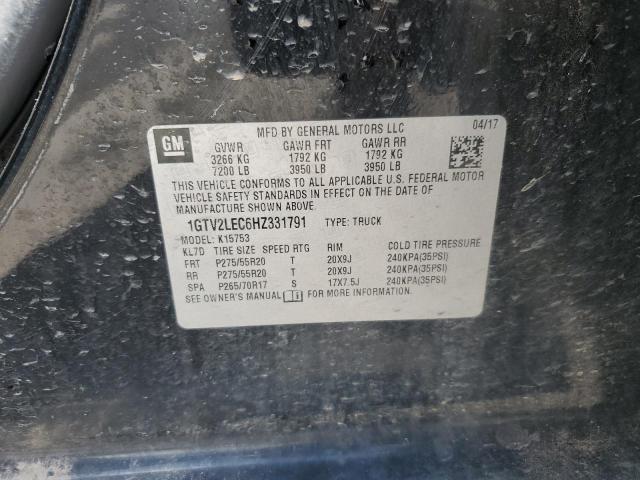 GM
MFD BY GENERAL MOTORS LLC 04/17
GVWR GAWR FRT GAWR RR
3266 KG 1792 KG 1792 KG
7200 LB 3950 LB 3950 LB
THIS VEHICLE CONFORMS TO ALL APPLICABLE U.S. FEDERAL MOTOR
VEHICLE SAFETY STANDARDS IN EFFECT ON THE DATE OF
MANUFACTURE SHOWN ABOVE.
1GTV2LEC6HZ331791 TYPE: TRUCK
MODEL: K15753
KL7D TIRE SIZE SPEED RTG RIM COLD TIRE PRESSURE
FRT P275/55R20 T 20X9J 240KPA(35PSI)
RR P275/55R20 T 20X9J 240KPA(35PSI)
SPA P265/70R17 S 17X7.5J 240KPA(35PSI)
SEE OWNER'S MANUAL FOR MORE INFORMATION.